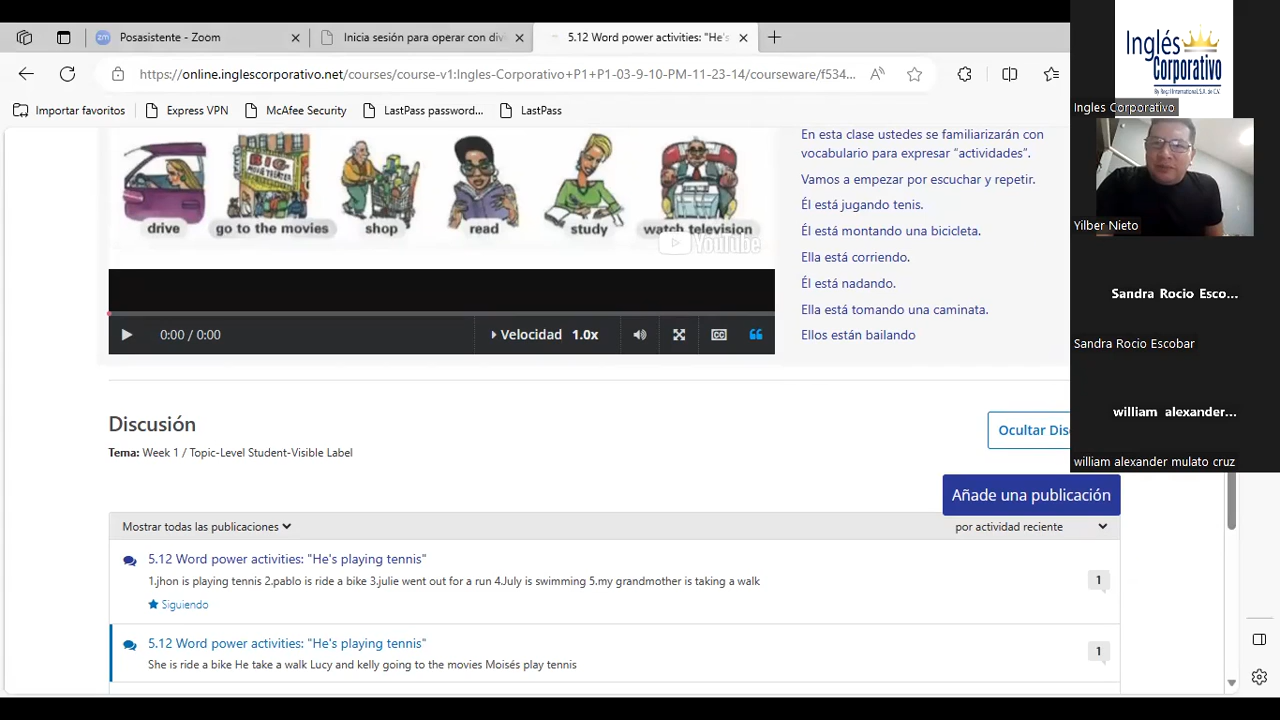 Posasistente - Zoom
Inicia sesión para operar con div
5.12 Word power activities: "He's
https://online.inglescorporativo.net/courses/course-v1:Ingles-Corporativo+P1+P1-03-9-10-PM-11-23-14/courseware/f534...
Importar favoritos
Express VPN
McAfee Security
LastPass password...
LastPass
BIG
drive
go to the movies
shop
read
study
watch television
YouTube
0:00 / 0:00
Velocidad 1.0x
En esta clase ustedes se familiarizarán con
vocabulario para expresar “actividades”.
Vamos a empezar por escuchar y repetir.
Él está jugando tenis.
Él está montando una bicicleta.
Ella está corriendo.
Él está nadando.
Ella está tomando una caminata.
Ellos están bailando
Discusión
Tema: Week 1 / Topic-Level Student-Visible Label
Ocultar Dis
Añade una publicación
Mostrar todas las publicaciones
por actividad reciente
5.12 Word power activities: "He's playing tennis"
1.jhon is playing tennis 2.pablo is ride a bike 3.julie went out for a run 4.July is swimming 5.my grandmother is taking a walk
1
Siguiendo
5.12 Word power activities: "He's playing tennis"
She is ride a bike He take a walk Lucy and kelly going to the movies Moisés play tennis
1
Inglés
Corporativo
Ingles Corporativo
Yilber Nieto
Sandra Rocio Esco...
Sandra Rocio Escobar
william alexander...
william alexander mulato cruz